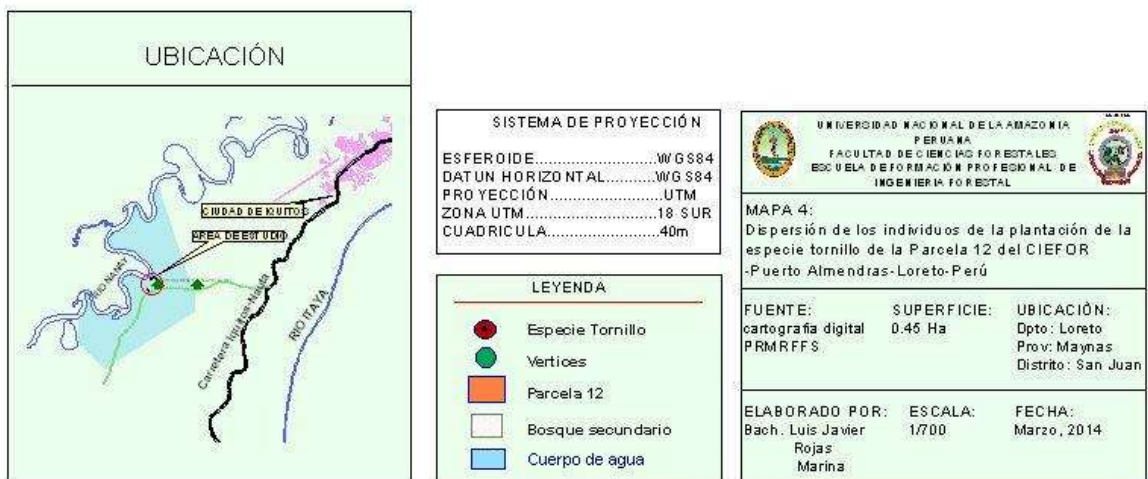 UBICACIÓN
CIUDAD DE IQUITOS
AREA DE ESTUDIO
RIO NANAY
Carretera Iquitos-Nauta
RIO ITAYA
SISTEMA DE PROYECCIÓN
ESFEROIDE..........................WGS84
DATUN HORIZONTAL...........WGS84
PROYECCIÓN......................UTM
ZONA UTM.........................18 SUR
CUADRICULA.......................40m
LEYENDA
Especie Tornillo
Vertices
Parcela 12
Bosque secundario
Cuerpo de agua
UNIVERSIDAD NACIONAL DE LA AMAZONIA
PERUANA
FACULTAD DE CIENCIAS FORESTALES
ESCUELA DE FORMACIÓN PROFESIONAL DE
INGENIERIA FORESTAL
MAPA 4:
Dispersión de los individuos de la plantación de la
especie tornillo de la Parcela 12 del CIEFOR
-Puerto Almendras-Loreto-Perú
FUENTE:
cartografia digital
PRMRFFS
SUPERFICIE:
0.45 Ha
UBICACIÓN:
Dpto: Loreto
Prov: Maynas
Distrito: San Juan
ELABORADO POR:
Bach. Luis Javier
Rojas
Marina
ESCALA:
1/700
FECHA:
Marzo, 2014